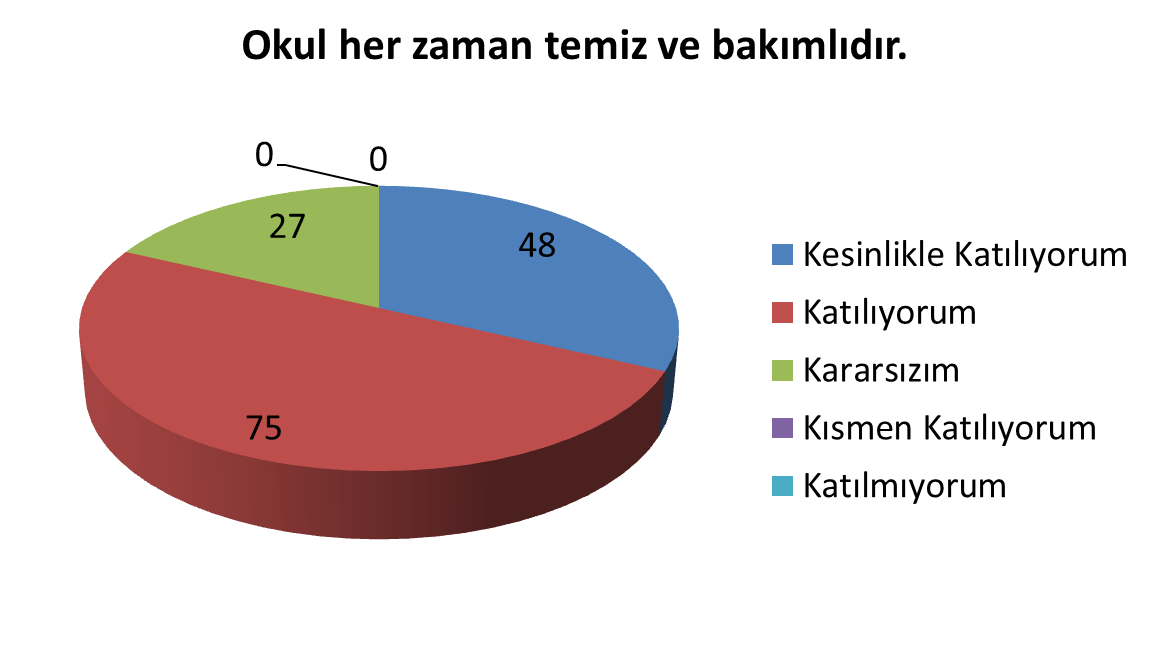 Okul her zaman temiz ve bakımlıdır.
0
0
27
48
75
Kesinlikle Katılıyorum
Katılıyorum
Kararsızım
Kısmen Katılıyorum
Katılmıyorum